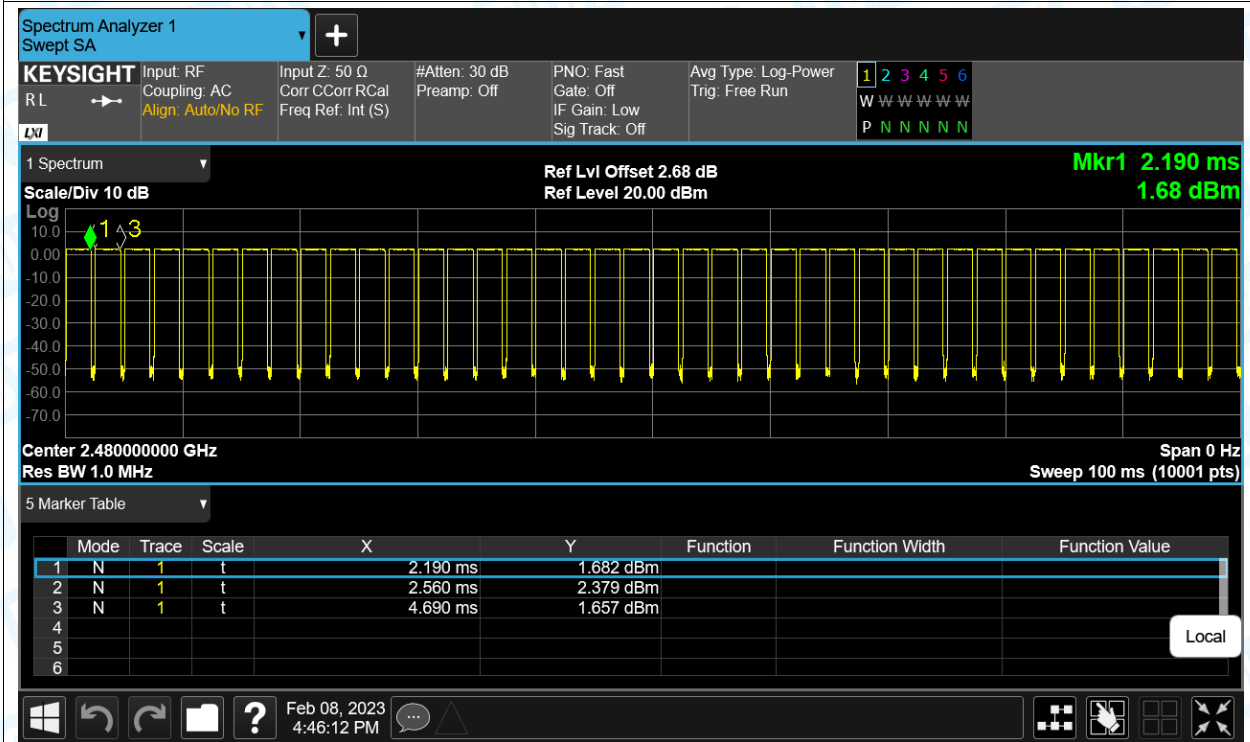 Spectrum Analyzer 1
Swept SA
+
KEYSIGHT
R L
LXI
Input: RF
Coupling: AC
Align: Auto/No RF
Input Z: 50 Ω
Corr CCorr RCal
Freq Ref: Int (S)
#Atten: 30 dB
Preamp: Off
PNO: Fast
Gate: Off
IF Gain: Low
Sig Track: Off
Avg Type: Log-Power
Trig: Free Run
1 2 3 4 5 6
W W W W W W
P N N N N N
1 Spectrum
Scale/Div 10 dB
Ref Lvl Offset 2.68 dB
Ref Level 20.00 dBm
Mkr1 2.190 ms
1.68 dBm
Log
1 3
10.0
0.00
-10.0
-20.0
-30.0
-40.0
-50.0
-60.0
-70.0
Center 2.480000000 GHz
Span 0 Hz
Res BW 1.0 MHz
Sweep 100 ms (10001 pts)
5 Marker Table
Mode Trace Scale X Y Function Function Width Function Value
1 N 1 t 2.190 ms 1.682 dBm
2 N 1 t 2.560 ms 2.379 dBm
3 N 1 t 4.690 ms 1.657 dBm
4
5
6
Local
?
Feb 08, 2023
4:46:12 PM